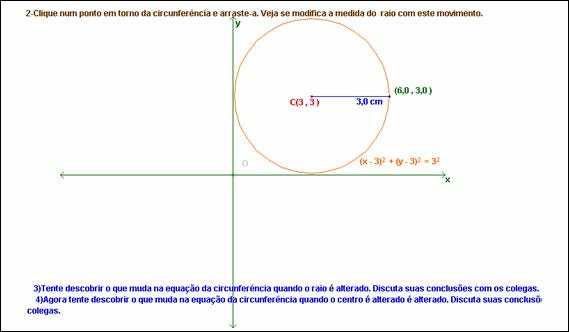 2-Clique num ponto em torno da circunferência e arraste-a. Veja se modifica a medida do raio com este movimento.
y
(6,0 , 3,0 )
C(3 , 3 )
3,0 cm
O
(x - 3)² + (y - 3)² = 3²
x
3)Tente descobrir o que muda na equação da circunferência quando o raio é alterado. Discuta suas conclusões com os colegas.
4)Agora tente descobrir o que muda na equação da circunferência quando o centro é alterado é alterado. Discuta suas conclusõ
colegas.